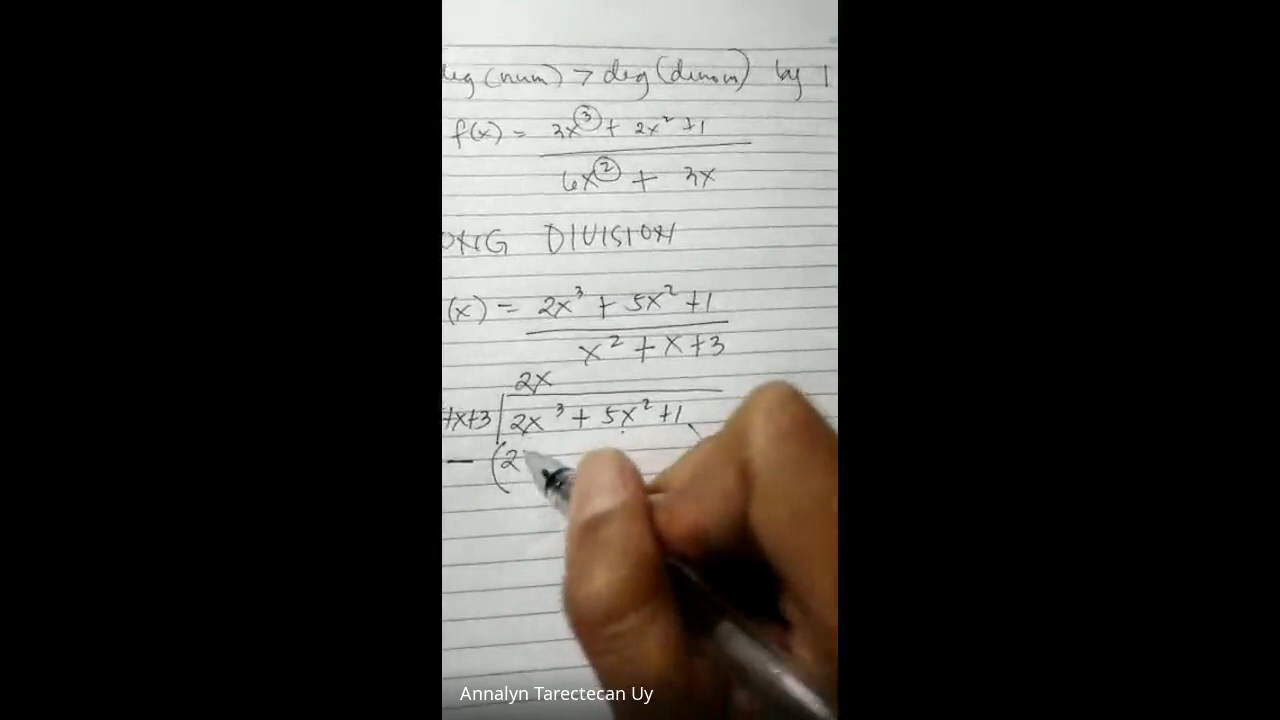 deg (num) > deg (denom) by 1
f(x) = 3x³ + 2x² + 1
6x² + 3x
LONG DIVISION
(x) = 2x³ + 5x² + 1
x² + x + 3
2x
+x+3 2x³ + 5x² + 1
- (2
Annalyn Tarectecan Uy